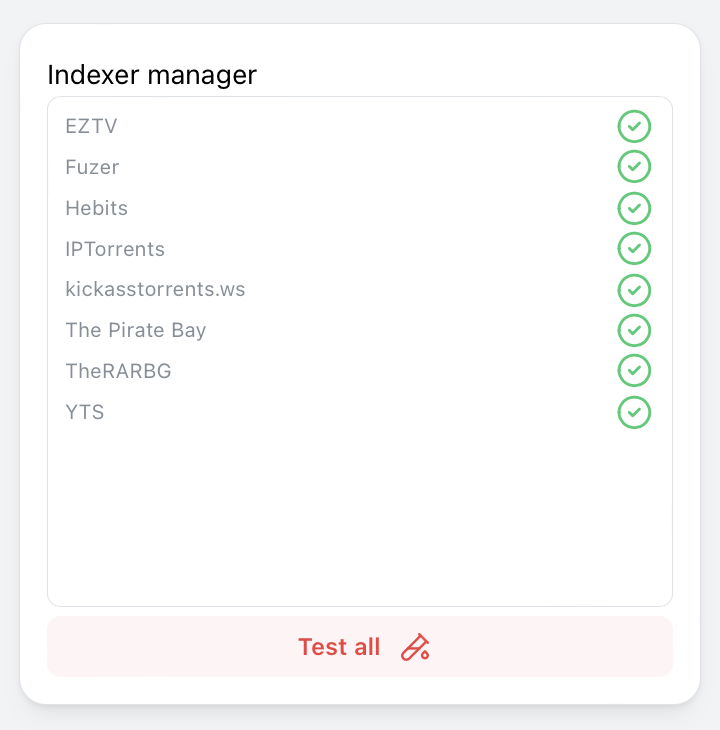 Indexer manager
EZTV
Fuzer
Hebits
IPTorrents
kickasstorrents.ws
The Pirate Bay
TheRARBG
YTS
Test all